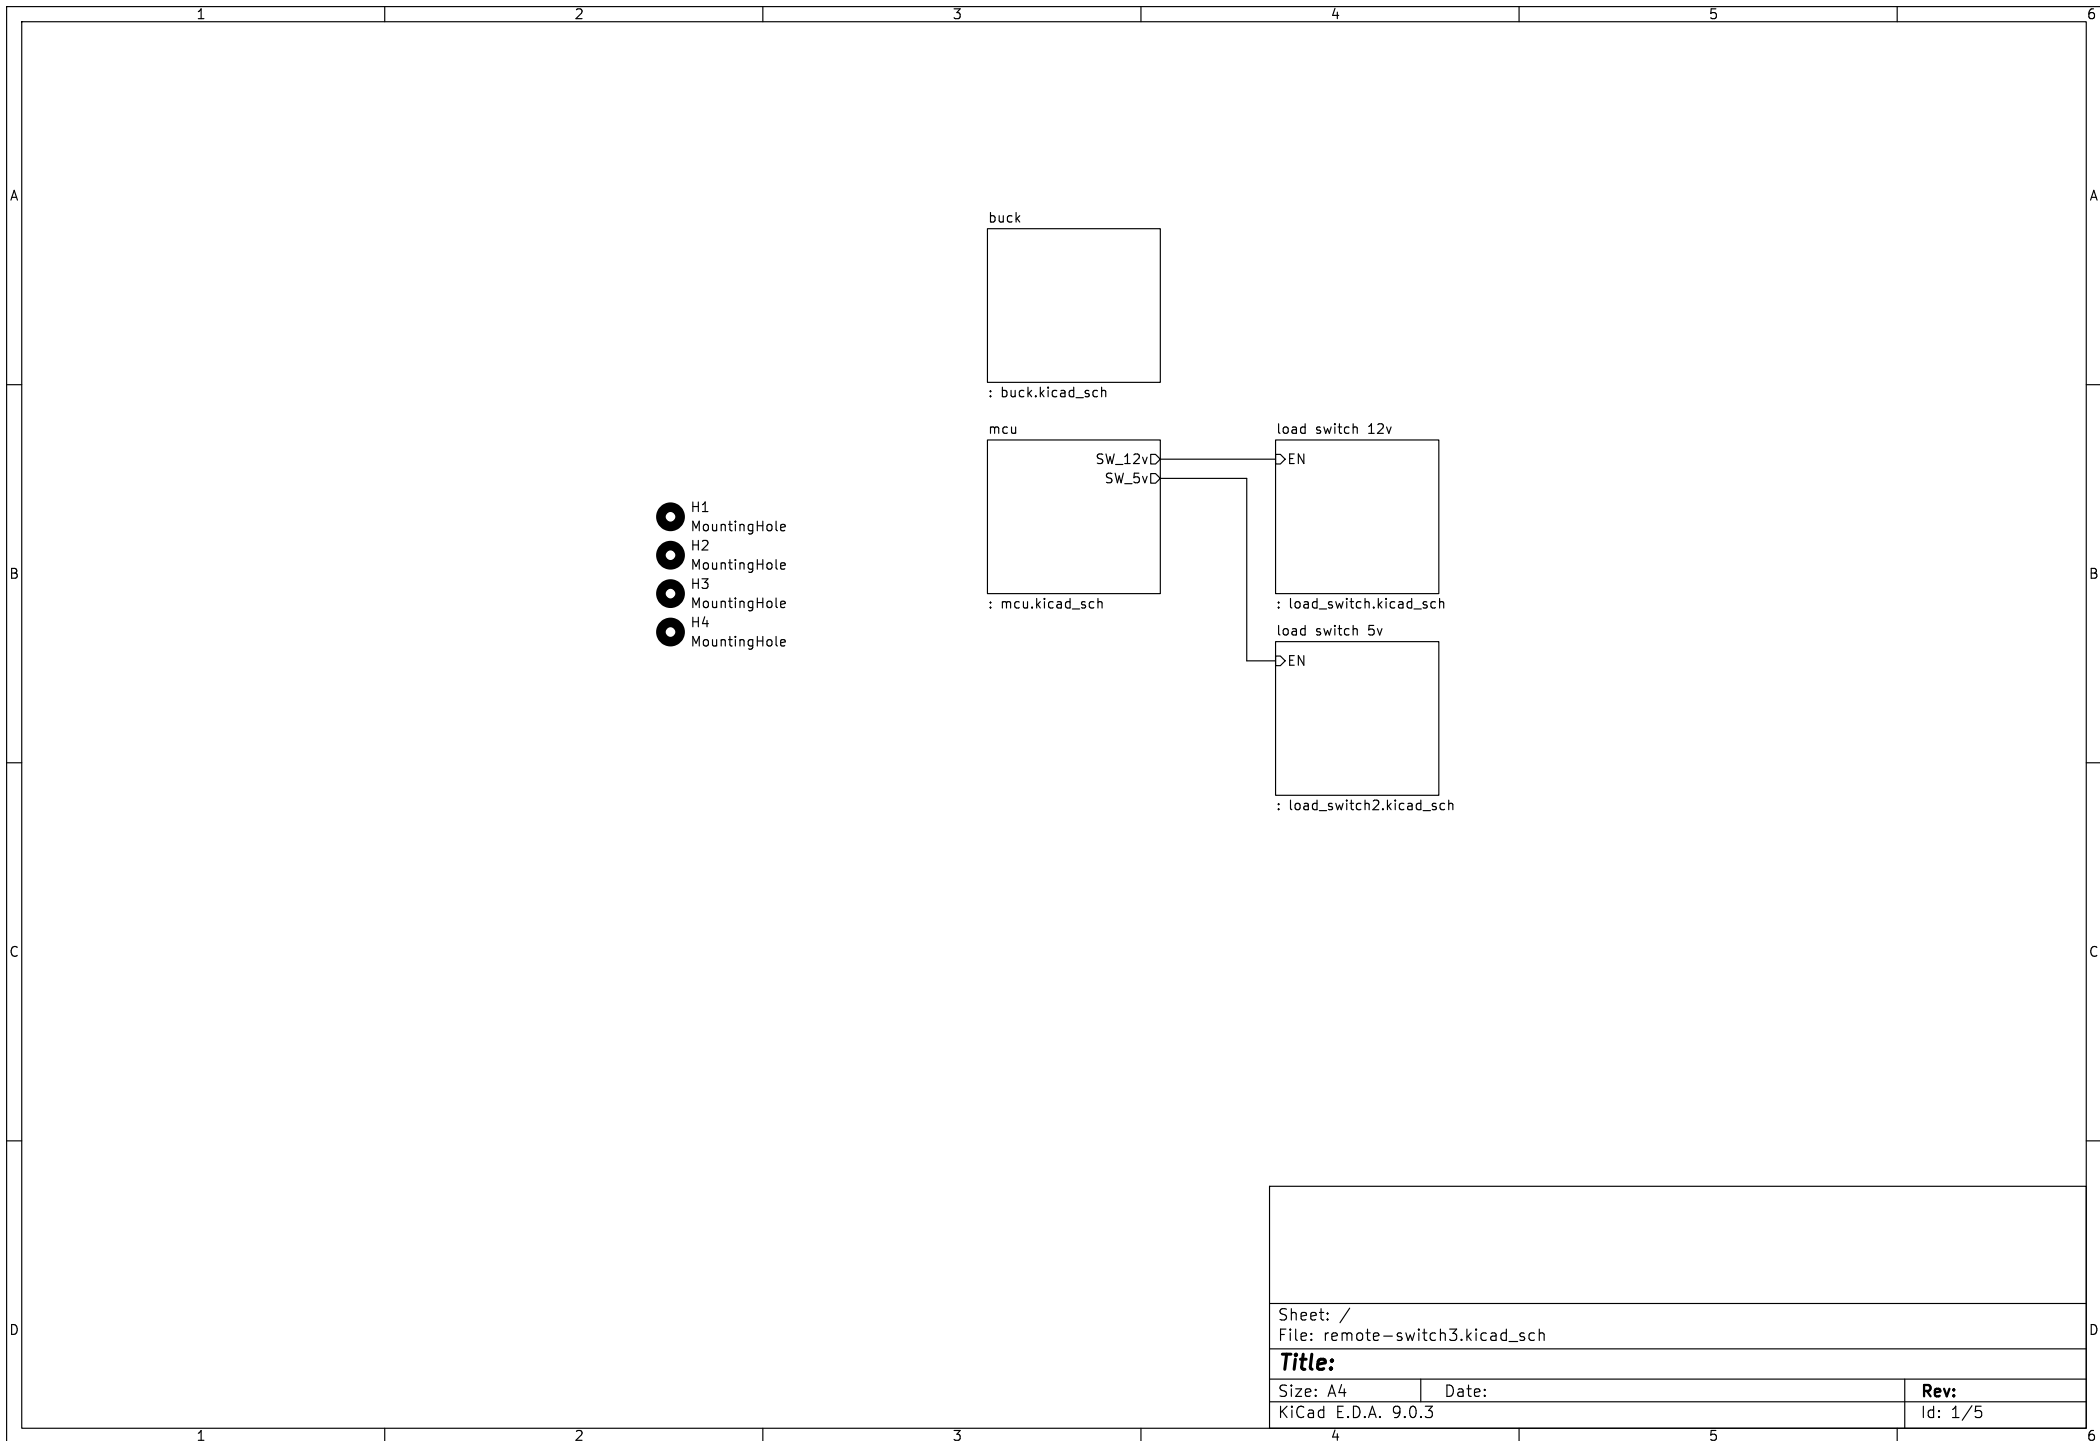 1 2 3 4 5 6
A A
buck
: buck.kicad_sch
mcu
SW_12v
SW_5v
: mcu.kicad_sch
load switch 12v
EN
: load_switch.kicad_sch
load switch 5v
EN
: load_switch2.kicad_sch
H1
MountingHole
H2
MountingHole
H3
MountingHole
H4
MountingHole
B B
C C
D D
Sheet: /
File: remote-switch3.kicad_sch
Title:
Size: A4 Date: Rev:
KiCad E.D.A. 9.0.3 Id: 1/5
1 2 3 4 5 6